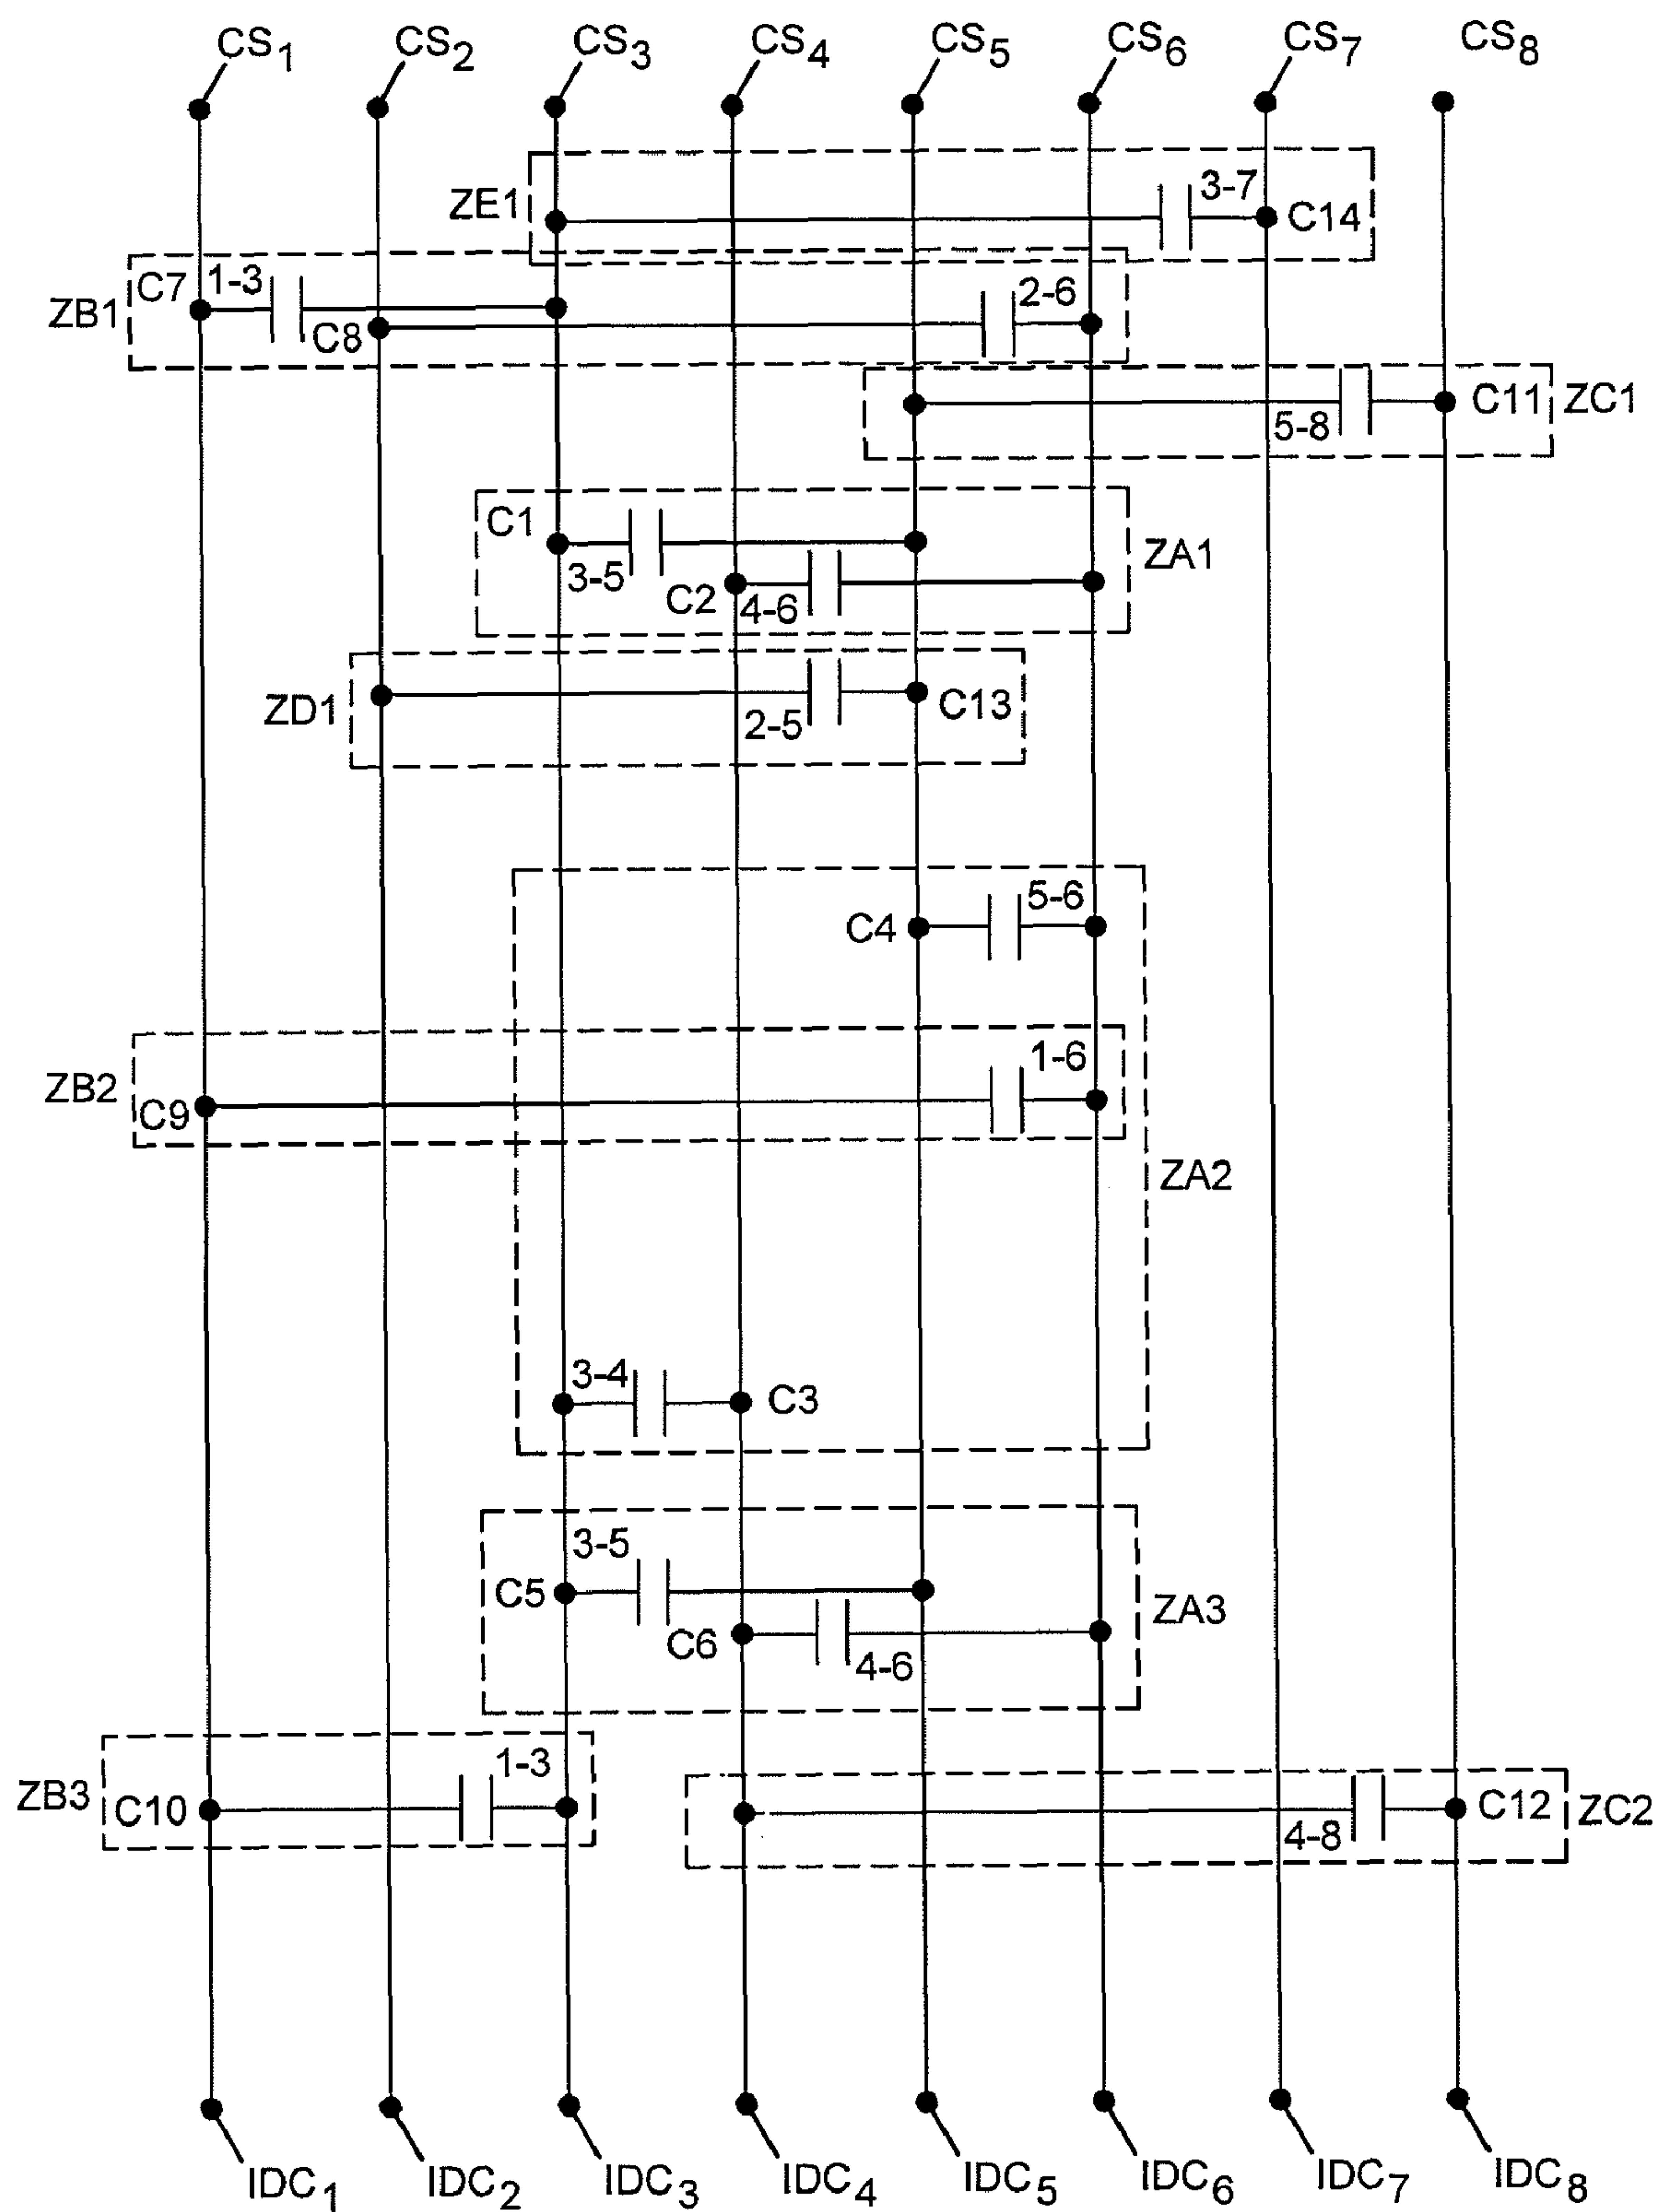 CS1 CS2 CS3 CS4 CS5 CS6 CS7 CS8
ZE1 3-7 C14
ZB1 C7 1-3 C8 2-6
5-8 C11 ZC1
C1 3-5 C2 4-6 ZA1
ZD1 2-5 C13
C4 5-6
ZB2 C9 1-6
ZA2
3-4 C3
3-5
C5 C6 4-6 ZA3
ZB3 C10 1-3
4-8 C12 ZC2
IDC1 IDC2 IDC3 IDC4 IDC5 IDC6 IDC7 IDC8